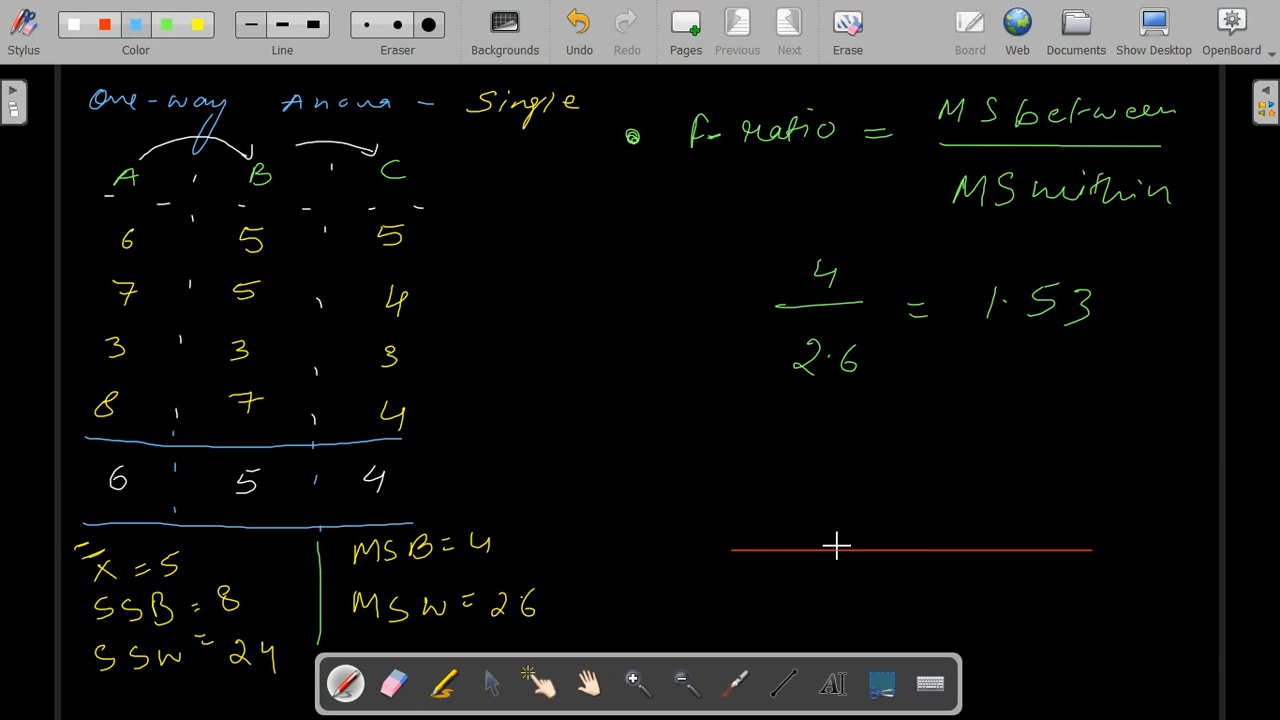 Stylus Color Line Eraser Backgrounds Undo Redo Pages Previous Next Erase Board Web Documents Show Desktop OpenBoard
One-way Anova - Single
A B C
6 5 5
7 5 4
3 3 3
8 7 4
6 5 4
X = 5
SSB = 8
SSW = 24
MSB = 4
MSW = 2.6
F-ratio = MS between
MS within
4
2.6 = 1.53
AI